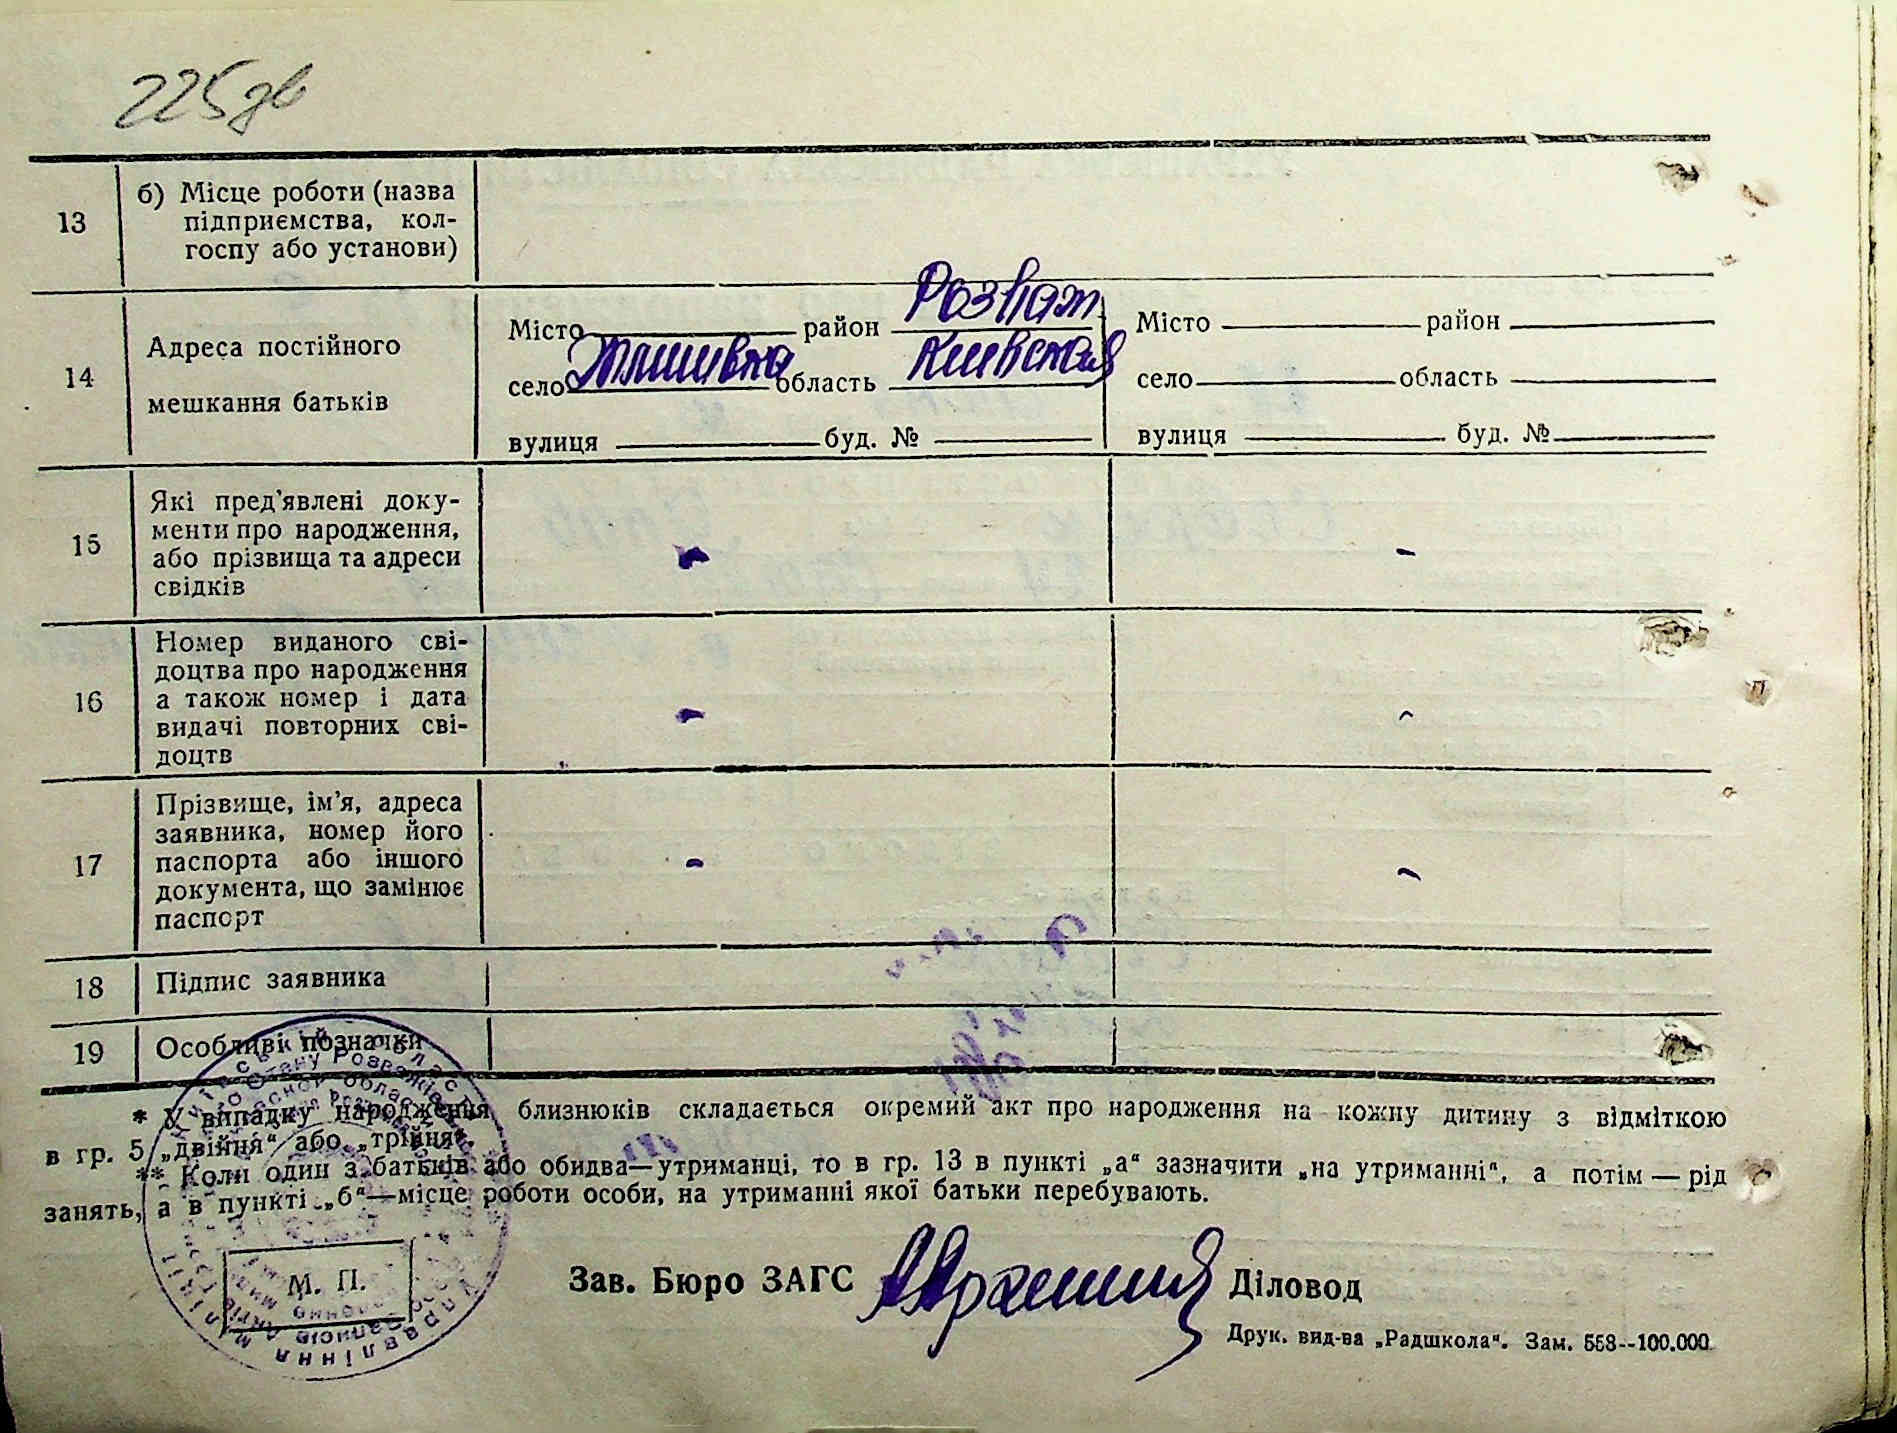 225 зв
13 б) Місце роботи (назва
підприємства, кол-
госпу або установи)
14 Адреса постійного
мешкання батьків
Місто район Розваж Місто район
село область Киевская село область
вулиця буд. № вулиця буд. №
15 Які пред'явлені доку-
менти про народження,
або прізвища та адреси
свідків
- -
16 Номер виданого сві-
доцтва про народження
а також номер і дата
видачі повторних сві-
доцтв
- -
17 Прізвище, ім'я, адреса
заявника, номер його
паспорта або іншого
документа, що замінює
паспорт
- -
18 Підпис заявника
19 Особливі позначки
* У випадку народження близнюків складається окремий акт про народження на кожну дитину з відміткою
в гр. 5 „двійня“ або „трійня“.
** Коли один з батьків або обидва—утриманці, то в гр. 13 в пункті „а“ зазначити „на утриманні“, а потім — рід
занять, а в пункті „б“—місце роботи особи, на утриманні якої батьки перебувають.
М. П.
Зав. Бюро ЗАГС Діловод
Друк. вид-ва „Радшкола“. Зам. 558--100.000.